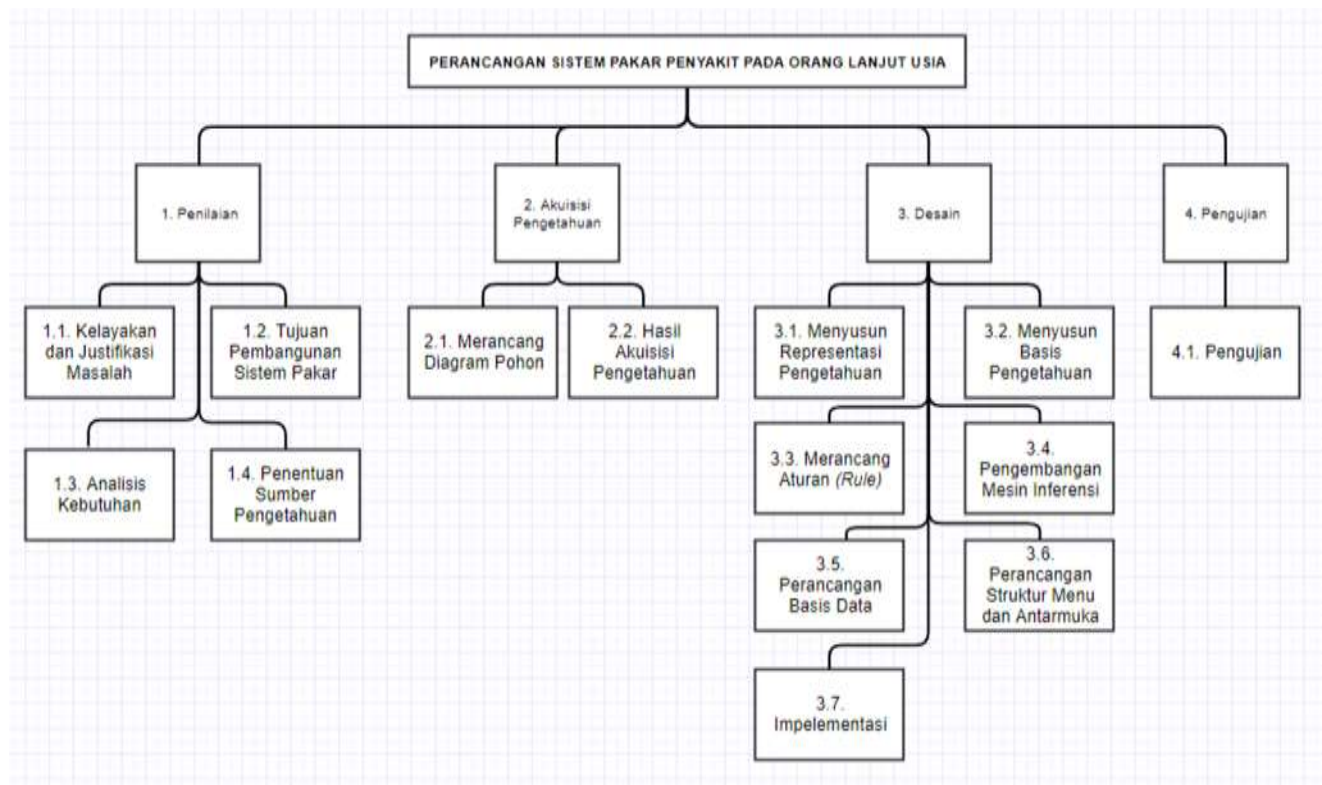 PERANCANGAN SISTEM PAKAR PENYAKIT PADA ORANG LANJUT USIA
1. Penilaian
2. Akuisisi
Pengetahuan
3. Desain
4. Pengujian
1.1. Kelayakan
dan Justifikasi
Masalah
1.2. Tujuan
Pembangunan
Sistem Pakar
2.1. Merancang
Diagram Pohon
2.2. Hasil
Akuisisi
Pengetahuan
3.1. Menyusun
Representasi
Pengetahuan
3.2. Menyusun
Basis
Pengetahuan
4.1. Pengujian
1.3. Analisis
Kebutuhan
1.4. Penentuan
Sumber
Pengetahuan
3.3. Merancang
Aturan (Rule)
3.4.
Pengembangan
Mesin Inferensi
3.5.
Perancangan
Basis Data
3.6.
Perancangan
Struktur Menu
dan Antarmuka
3.7.
Impelementasi